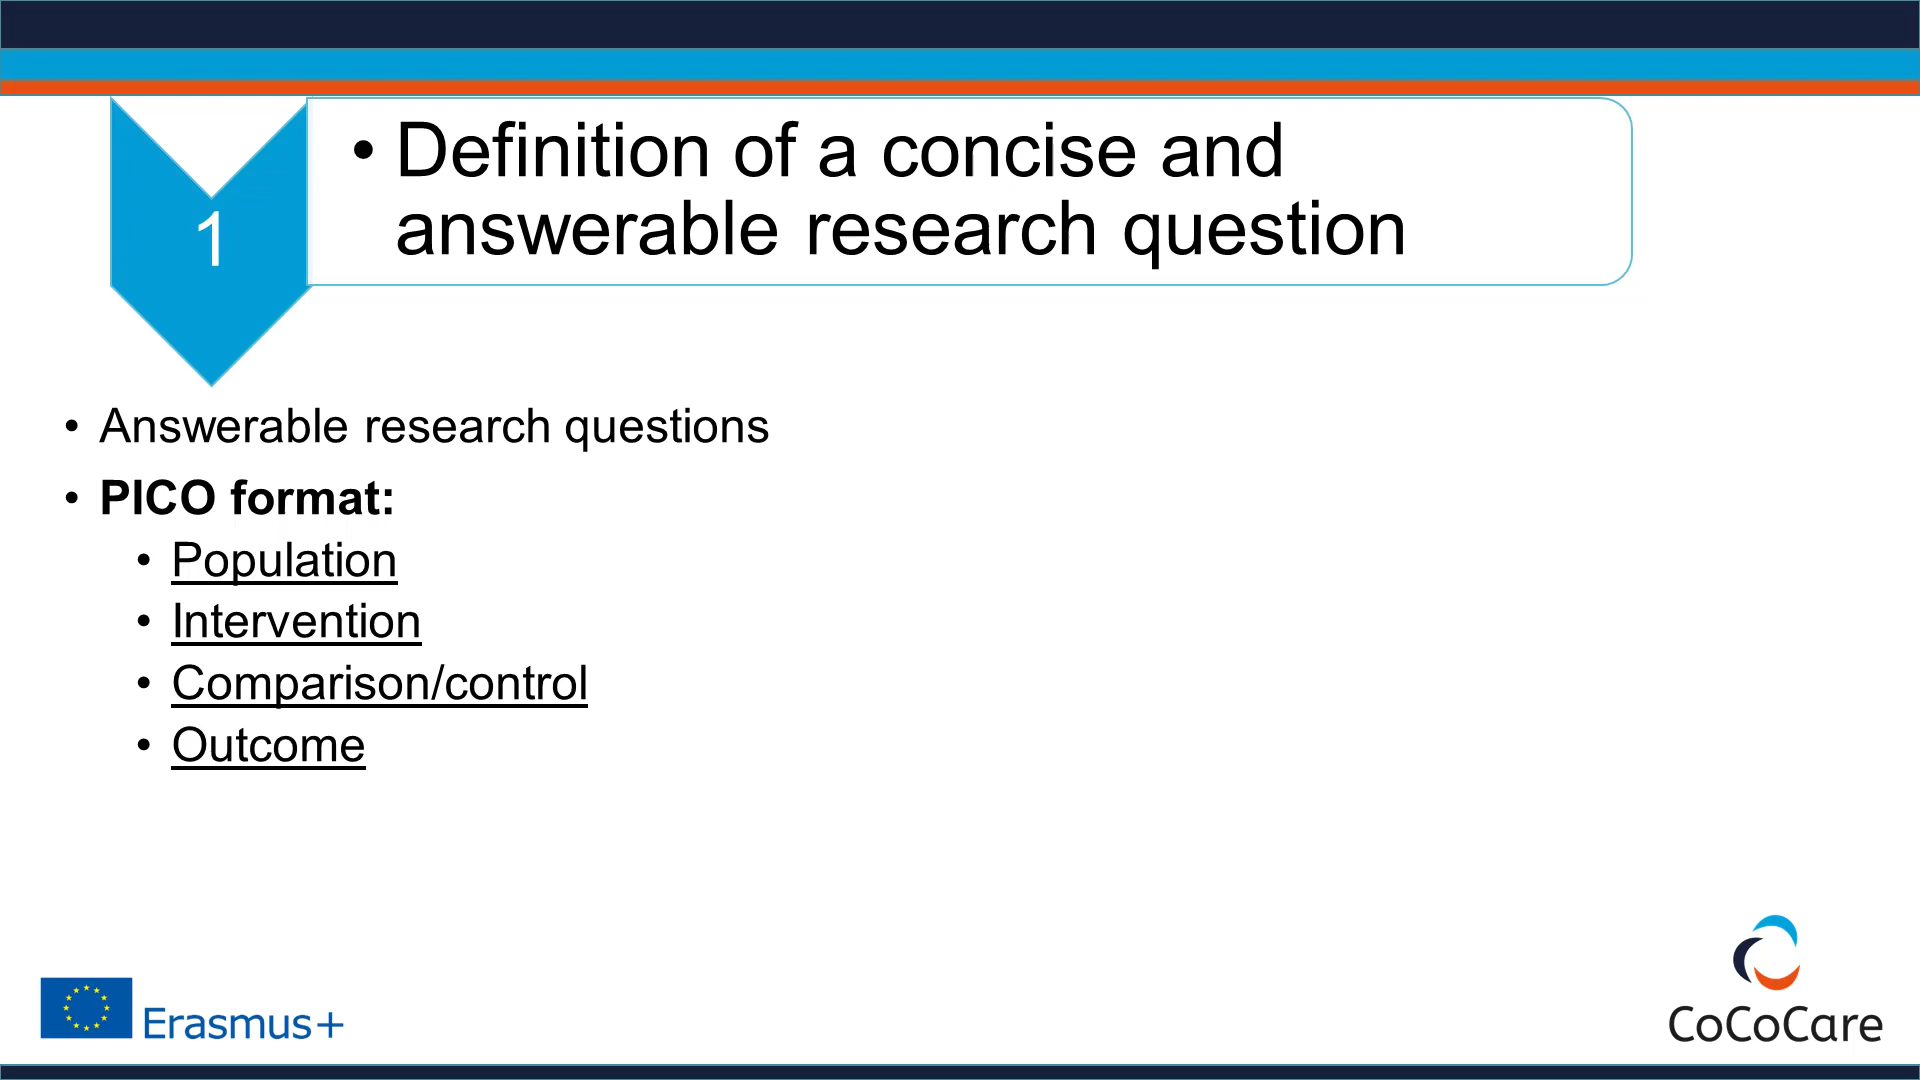 1
• Definition of a concise and
answerable research question
• Answerable research questions
• PICO format:
• Population
• Intervention
• Comparison/control
• Outcome
Erasmus+
CoCoCare